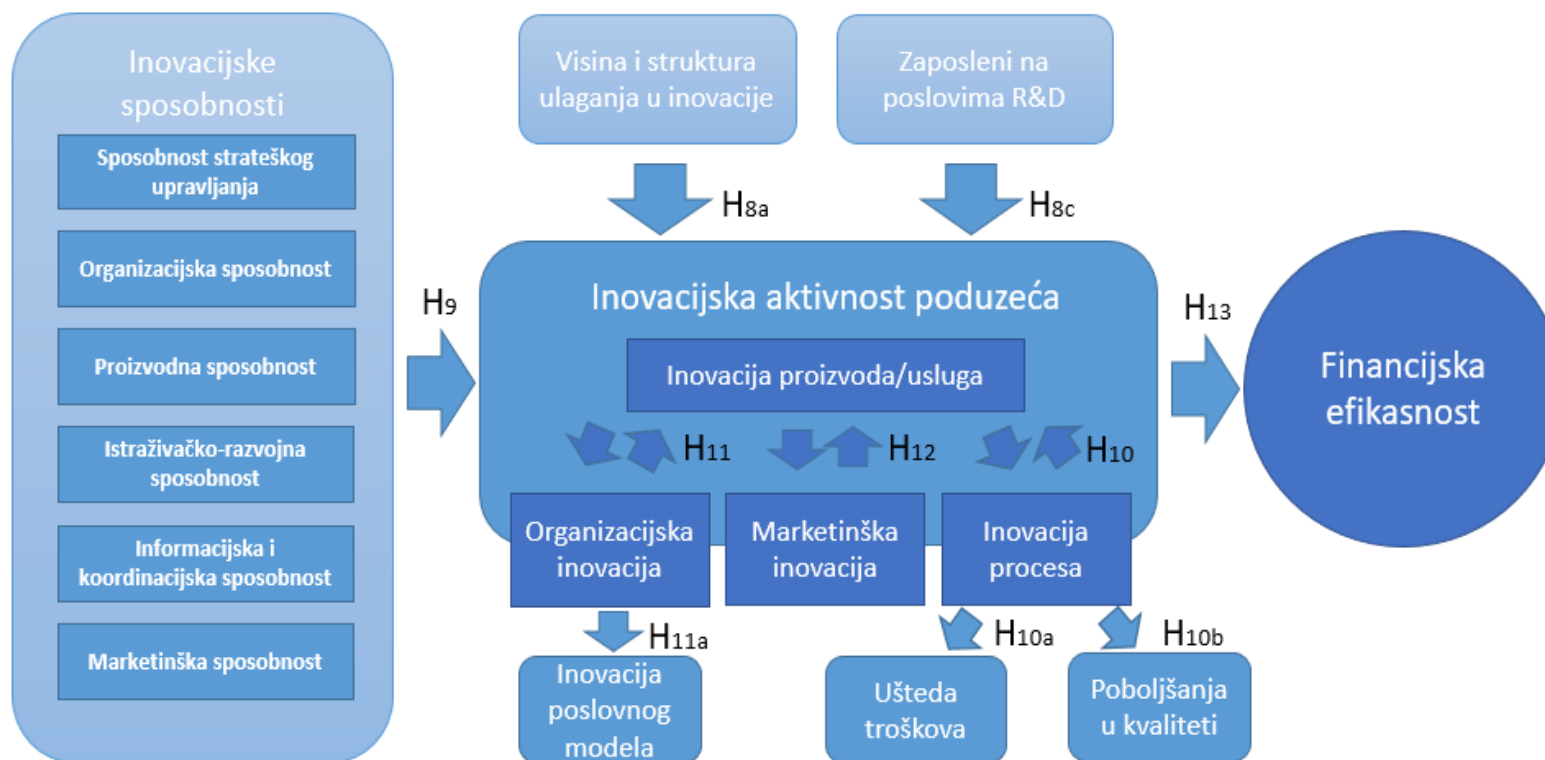 Inovacijske
sposobnosti
Sposobnost strateškog
upravljanja
Organizacijska sposobnost
Proizvodna sposobnost
Istraživačko-razvojna
sposobnost
Informacijska i
koordinacijska sposobnost
Marketinška sposobnost
H9
Visina i struktura
ulaganja u inovacije
H8a
Zaposleni na
poslovima R&D
H8c
Inovacijska aktivnost poduzeća
Inovacija proizvoda/usluga
H11
H12
H10
Organizacijska
inovacija
Marketinška
inovacija
Inovacija
procesa
H11a
H10a
H10b
Inovacija
poslovnog
modela
Ušteda
troškova
Poboljšanja
u kvaliteti
H13
Financijska
efikasnost